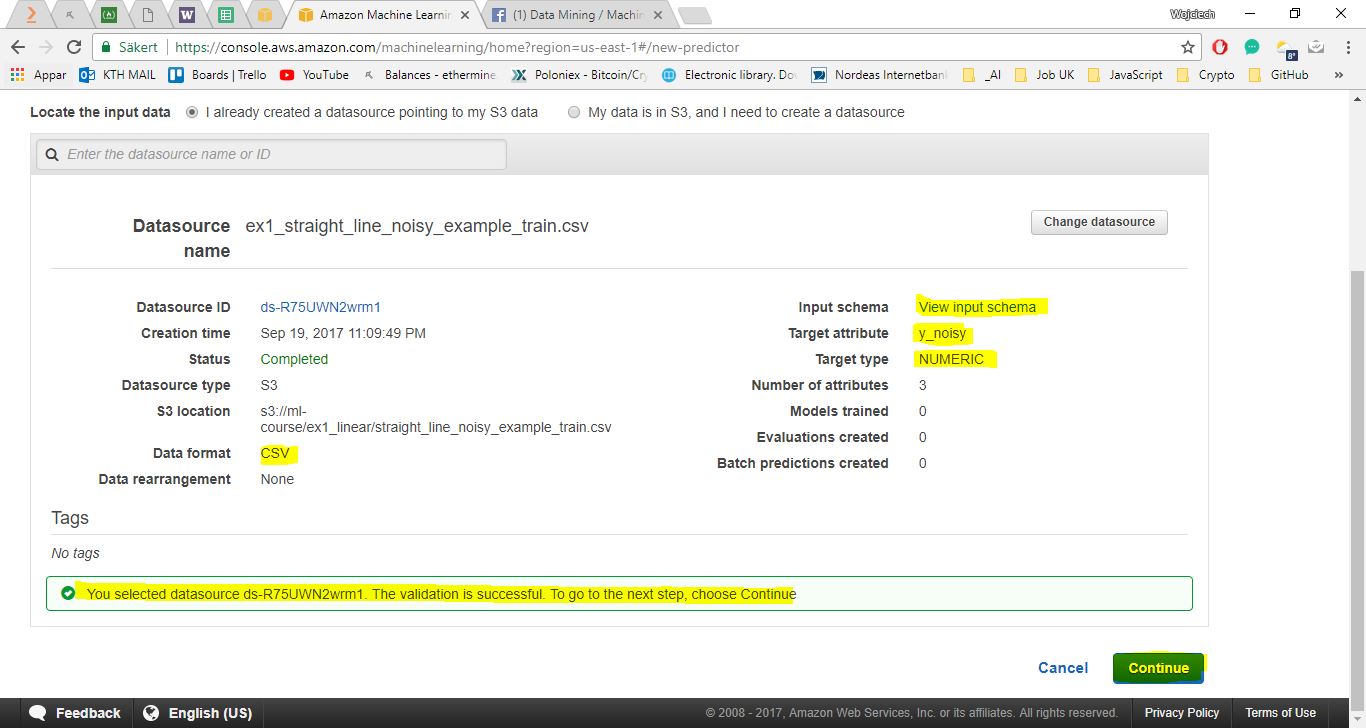 Amazon Machine Learnin
(1) Data Mining / Machin
Wojciech
Säkert
https://console.aws.amazon.com/machinelearning/home?region=us-east-1#/new-predictor
Appar
KTH MAIL
Boards | Trello
YouTube
Balances - ethermine
Poloniex - Bitcoin/Cry
Electronic library. Do
Nordeas Internetbank
_AI
Job UK
JavaScript
Crypto
GitHub
»
Locate the input data
I already created a datasource pointing to my S3 data
My data is in S3, and I need to create a datasource
Enter the datasource name or ID
Datasource name
ex1_straight_line_noisy_example_train.csv
Change datasource
Datasource ID ds-R75UWN2wrm1
Creation time Sep 19, 2017 11:09:49 PM
Status Completed
Datasource type S3
S3 location s3://ml-
course/ex1_linear/straight_line_noisy_example_train.csv
Data format CSV
Data rearrangement None
Input schema View input schema
Target attribute y_noisy
Target type NUMERIC
Number of attributes 3
Models trained 0
Evaluations created 0
Batch predictions created 0
Tags
No tags
You selected datasource ds-R75UWN2wrm1. The validation is successful. To go to the next step, choose Continue
Cancel
Continue
Feedback
English (US)
© 2008 - 2017, Amazon Web Services, Inc. or its affiliates. All rights reserved.
Privacy Policy
Terms of Use